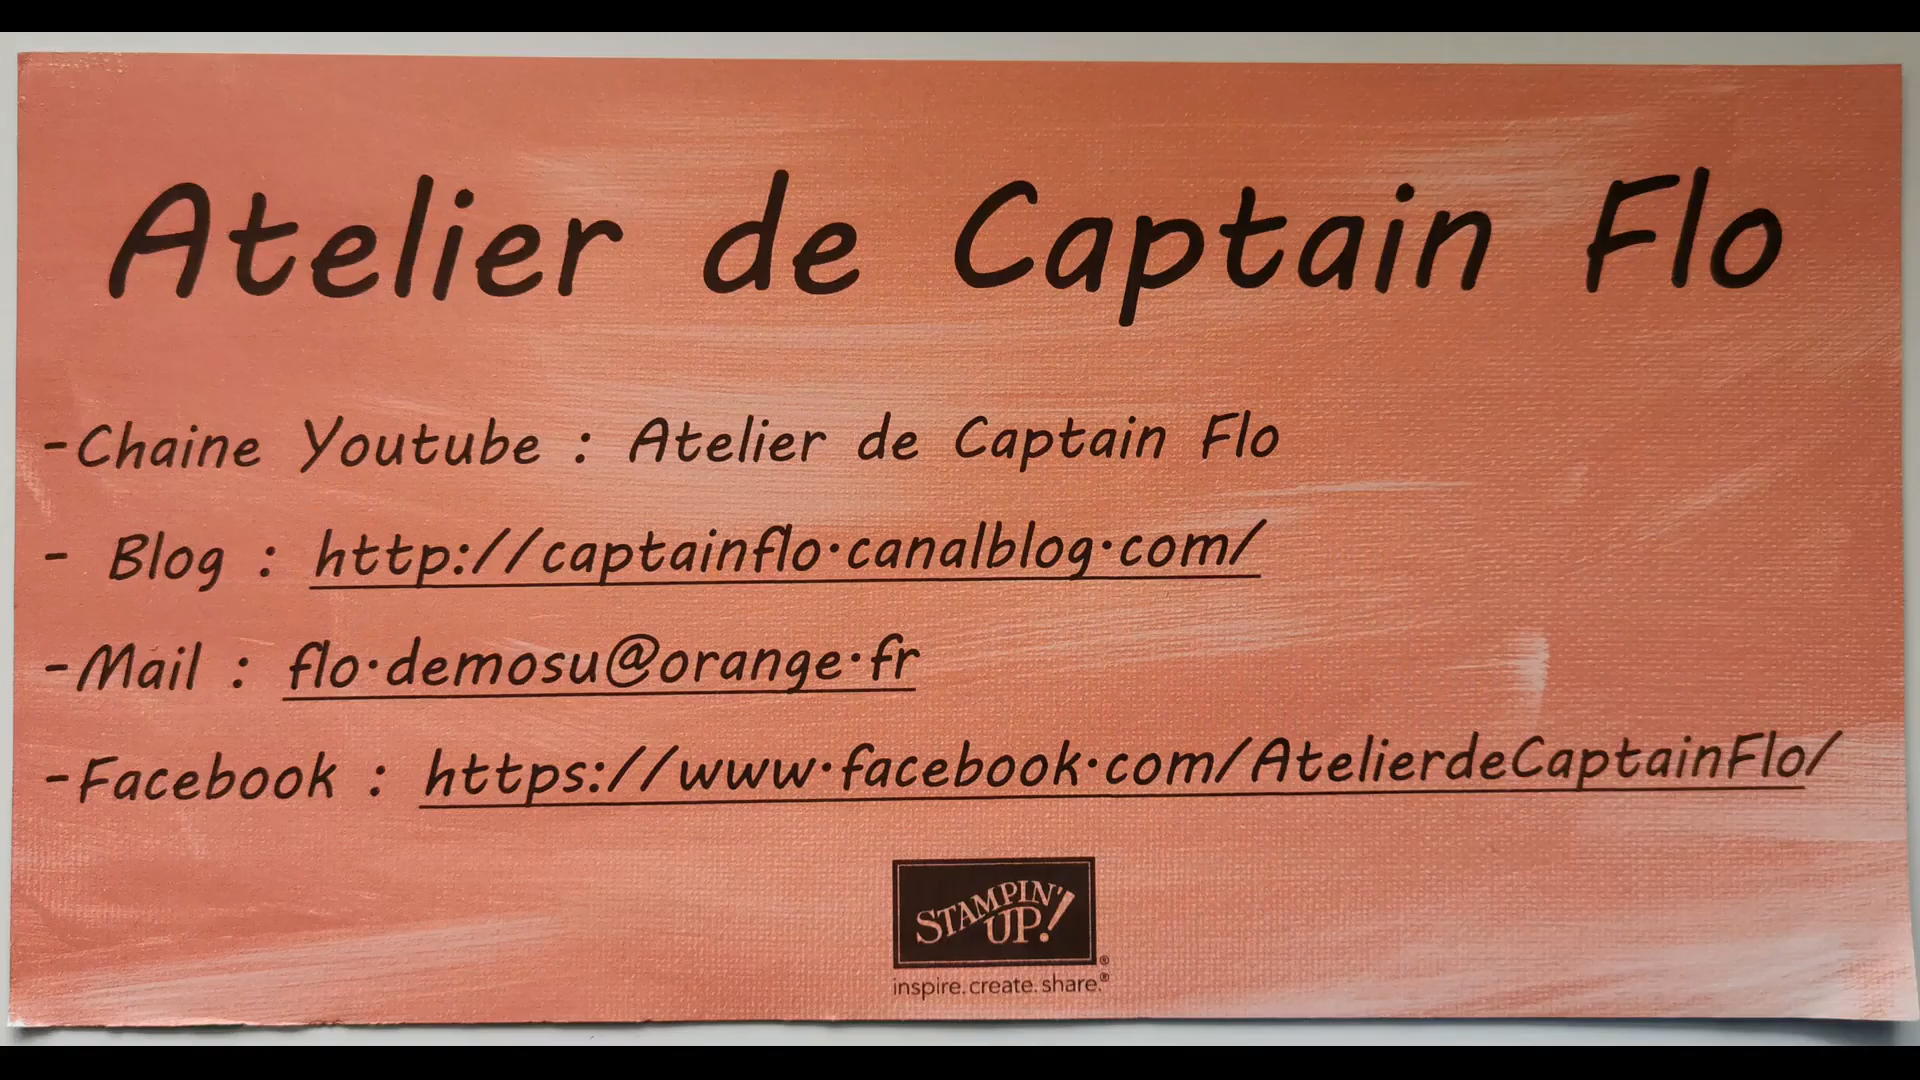 Atelier de Captain Flo
-Chaine Youtube : Atelier de Captain Flo
- Blog : http://captainflo.canalblog.com/
-Mail : flo.demosu@orange.fr
-Facebook : https://www.facebook.com/AtelierdeCaptainFlo/
STAMPIN' UP!®
inspire.create.share.®